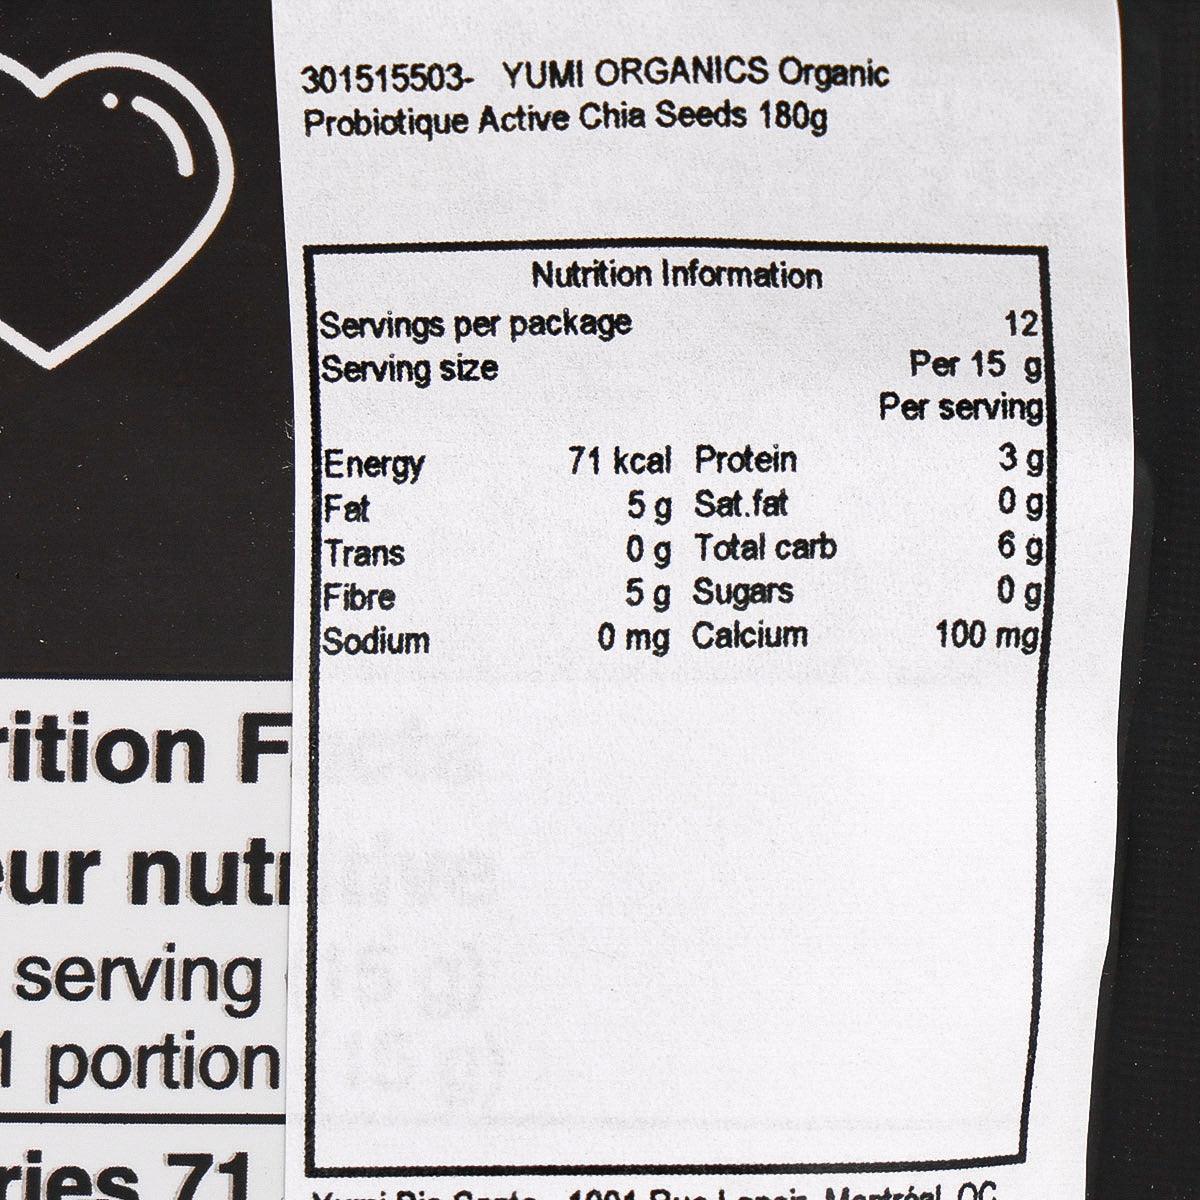 301515503- YUMI ORGANICS Organic
Probiotique Active Chia Seeds 180g
Nutrition Information
Servings per package 12
Serving size Per 15 g
Per serving
Energy 71 kcal Protein 3 g
Fat 5 g Sat.fat 0 g
Trans 0 g Total carb 6 g
Fibre 5 g Sugars 0 g
Sodium 0 mg Calcium 100 mg
rition F
eur nutr
serving
1 portion
ries 71